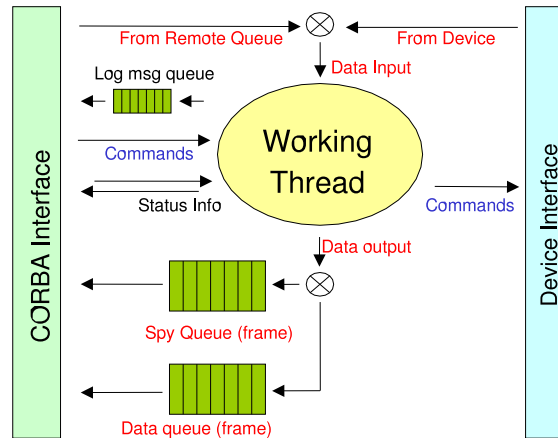 From Remote Queue
From Device
Data Input
Log msg queue
Working
Thread
Commands
Status Info
Commands
Data output
Spy Queue (frame)
Data queue (frame)
CORBA Interface
Device Interface